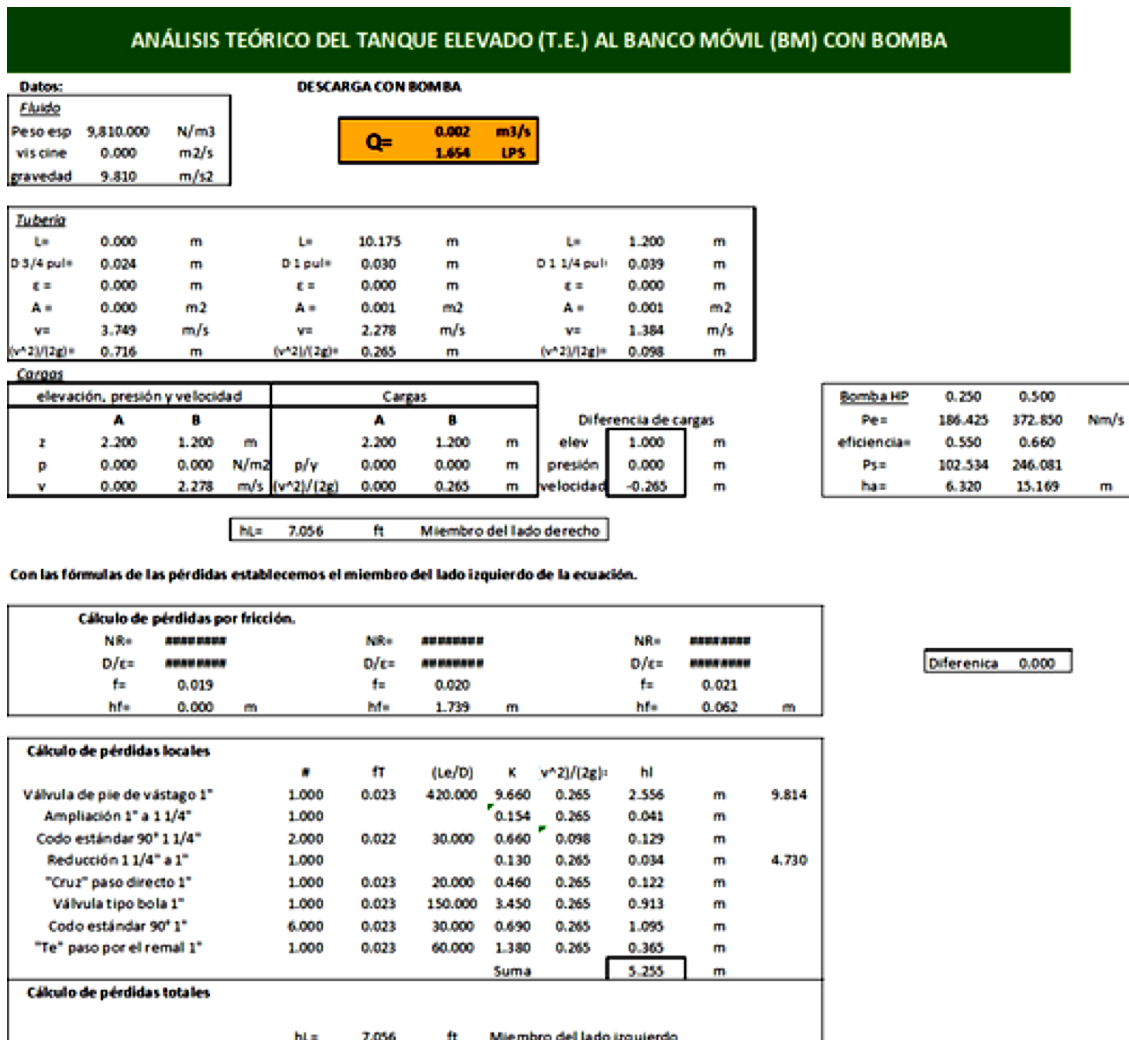 ANÁLISIS TEÓRICO DEL TANQUE ELEVADO (T.E.) AL BANCO MÓVIL (BM) CON BOMBA
Datos: DESCARGA CON BOMBA
Fluido
Peso esp 9,810.000 N/m3 Q= 0.002 m3/s
vis cine 0.000 m2/s 1.654 LPS
gravedad 9.810 m/s2
Tubería
L= 0.000 m L= 10.175 m L= 1.200 m
D 3/4 pul= 0.024 m D 1 pul= 0.030 m D 1 1/4 pul= 0.039 m
ε = 0.000 m ε = 0.000 m ε = 0.000 m
A = 0.000 m2 A = 0.001 m2 A = 0.001 m2
v= 3.749 m/s v= 2.278 m/s v= 1.384 m/s
(v^2)/(2g)= 0.716 m (v^2)/(2g)= 0.265 m (v^2)/(2g)= 0.098 m
Cargas
elevación, presión y velocidad Cargas Bomba HP 0.250 0.500
A B A B Diferencia de cargas Pe= 186.425 372.850 Nm/s
z 2.200 1.200 m 2.200 1.200 m elev 1.000 m eficiencia= 0.550 0.660
p 0.000 0.000 N/m2 p/γ 0.000 0.000 m presión 0.000 m Ps= 102.534 246.081
v 0.000 2.278 m/s (v^2)/(2g) 0.000 0.265 m velocidad -0.265 m ha= 6.320 15.169 m
hL= 7.056 ft Miembro del lado derecho
Con las fórmulas de las pérdidas establecemos el miembro del lado izquierdo de la ecuación.
Cálculo de pérdidas por fricción.
NR= ######## NR= ######## NR= ########
D/ε= ######## D/ε= ######## D/ε= ######## Diferenica 0.000
f= 0.019 f= 0.020 f= 0.021
hf= 0.000 m hf= 1.739 m hf= 0.062 m
Cálculo de pérdidas locales
# fT (Le/D) K v^2)/(2g)= hl
Válvula de pie de vástago 1" 1.000 0.023 420.000 9.660 0.265 2.556 m 9.814
Ampliación 1" a 1 1/4" 1.000 0.154 0.265 0.041 m
Codo estándar 90° 1 1/4" 2.000 0.022 30.000 0.660 0.098 0.129 m
Reducción 1 1/4" a 1" 1.000 0.130 0.265 0.034 m 4.730
"Cruz" paso directo 1" 1.000 0.023 20.000 0.460 0.265 0.122 m
Válvula tipo bola 1" 1.000 0.023 150.000 3.450 0.265 0.913 m
Codo estándar 90° 1" 6.000 0.023 30.000 0.690 0.265 1.095 m
"Te" paso por el remal 1" 1.000 0.023 60.000 1.380 0.265 0.365 m
Suma 5.255 m
Cálculo de pérdidas totales
hL= 7.056 ft Miembro del lado izquierdo